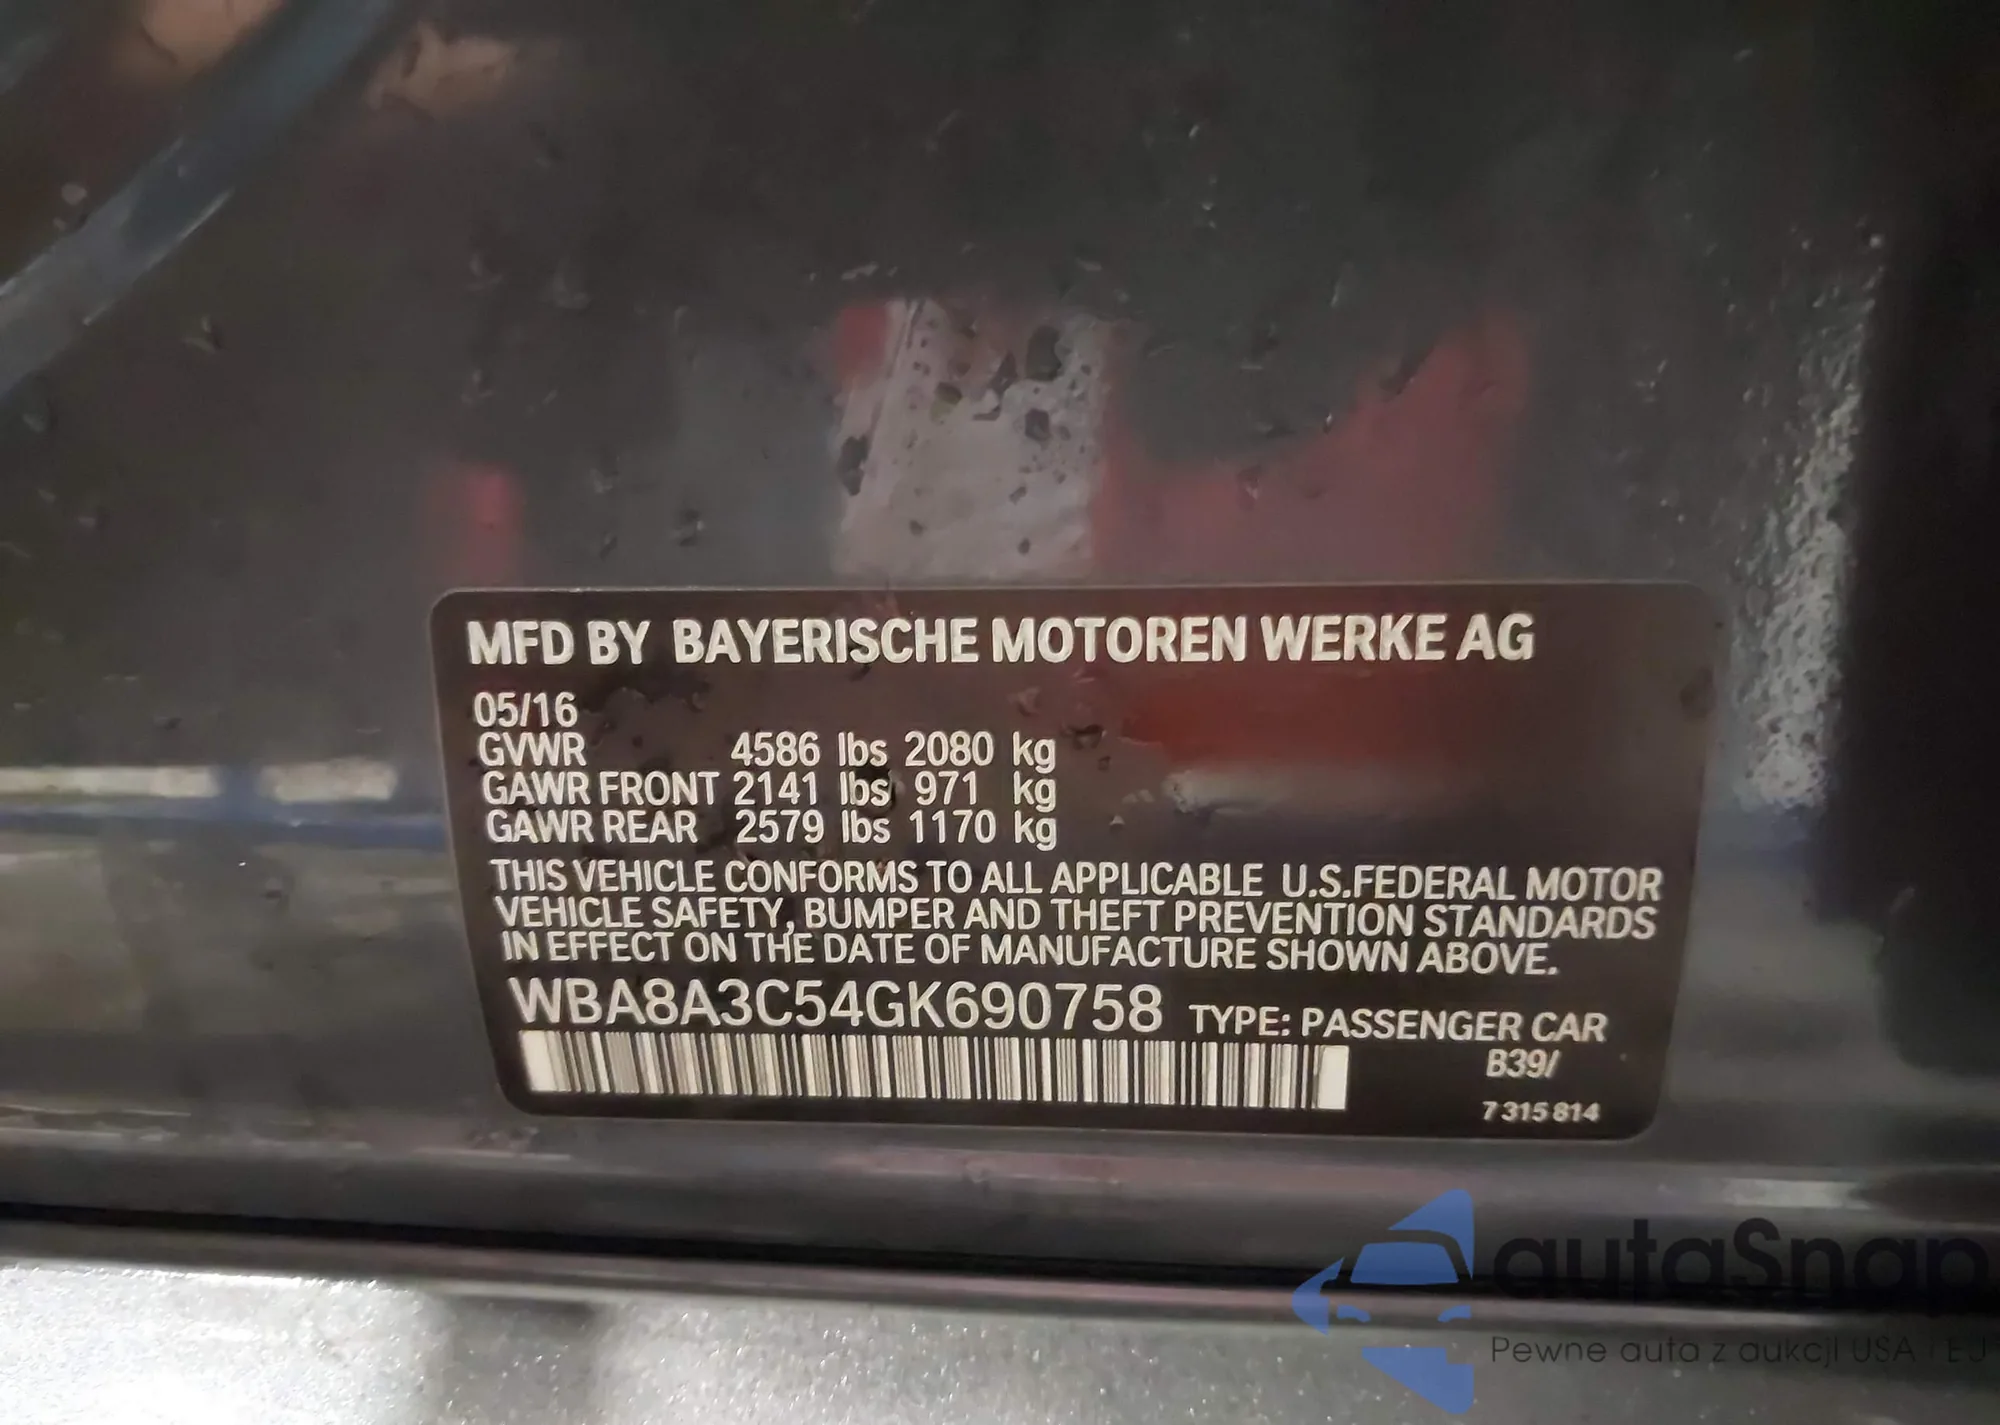 MFD BY BAYERISCHE MOTOREN WERKE AG
05/16
GVWR 4586 lbs 2080 kg
GAWR FRONT 2141 lbs 971 kg
GAWR REAR 2579 lbs 1170 kg
THIS VEHICLE CONFORMS TO ALL APPLICABLE U.S.FEDERAL MOTOR
VEHICLE SAFETY, BUMPER AND THEFT PREVENTION STANDARDS
IN EFFECT ON THE DATE OF MANUFACTURE SHOWN ABOVE.
WBA8A3C54GK690758 TYPE: PASSENGER CAR
B39/
7 315 814
autaSnap
Pewne auta z aukcji USA i EU